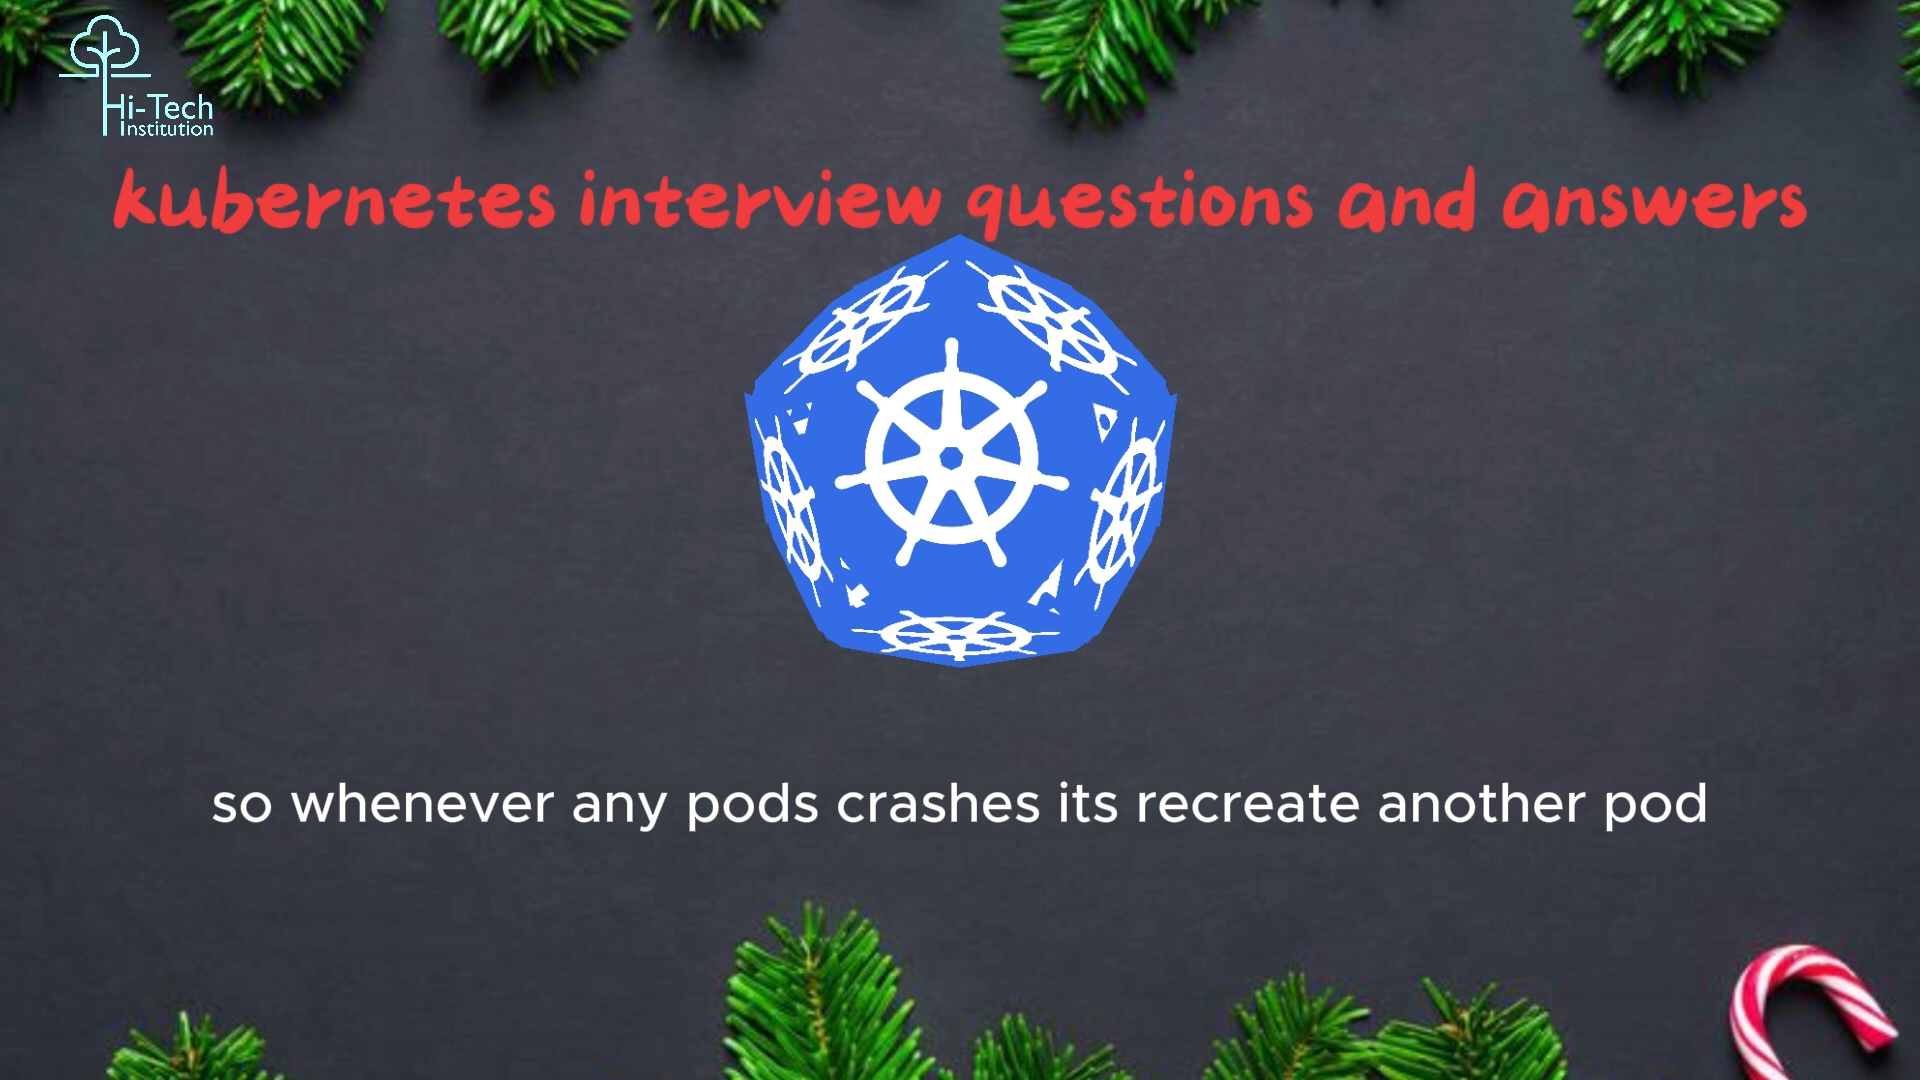 Hi-Tech
Institution
kubernetes interview questions and answers
so whenever any pods crashes its recreate another pod